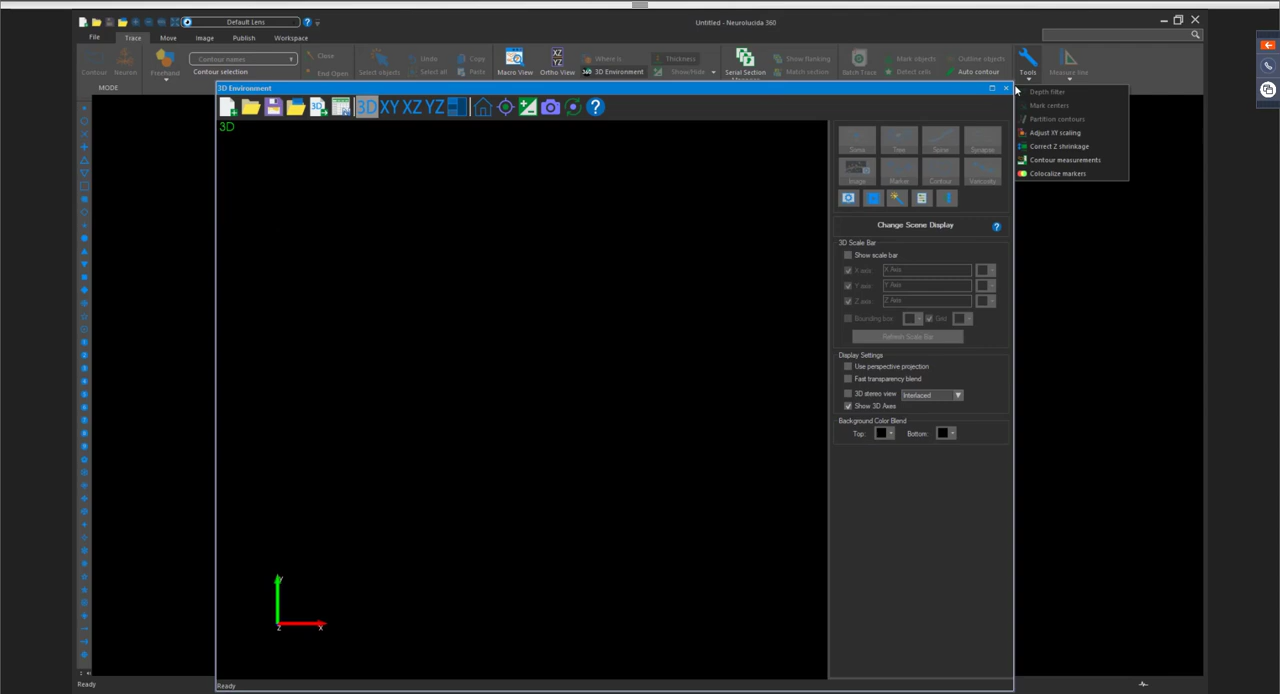 Default Lens
Untitled - Neurolucida 360
File Trace Move Image Publish Workspace
Contour
Neuron
Freehand
Contour names
Contour selection
Close
End Open
Select objects
Undo
Select all
Copy
Paste
Macro View
XZ
YZ
Ortho View
Where is
3D Environment
Thickness
Show/Hide
Serial Section
Manager
Show flanking
Match section
Batch Trace
Mark objects
Detect cells
Outline objects
Auto contour
Tools
Measure line
MODE
3D Environment
3D XY XZ YZ
3D
Depth filter
Mark centers
Partition contours
Adjust XY scaling
Correct Z shrinkage
Contour measurements
Colocalize markers
Soma Tree Spine Synapse
Image Marker Contour Varicosity
Change Scene Display
3D Scale Bar
Show scale bar
X axis: X Axis
Y axis: Y Axis
Z axis: Z Axis
Bounding box: Grid
Refresh Scale Bar
Display Settings
Use perspective projection
Fast transparency blend
3D stereo view Interlaced
Show 3D Axes
Background Color Blend
Top: Bottom:
Y
Z X
Ready
Ready